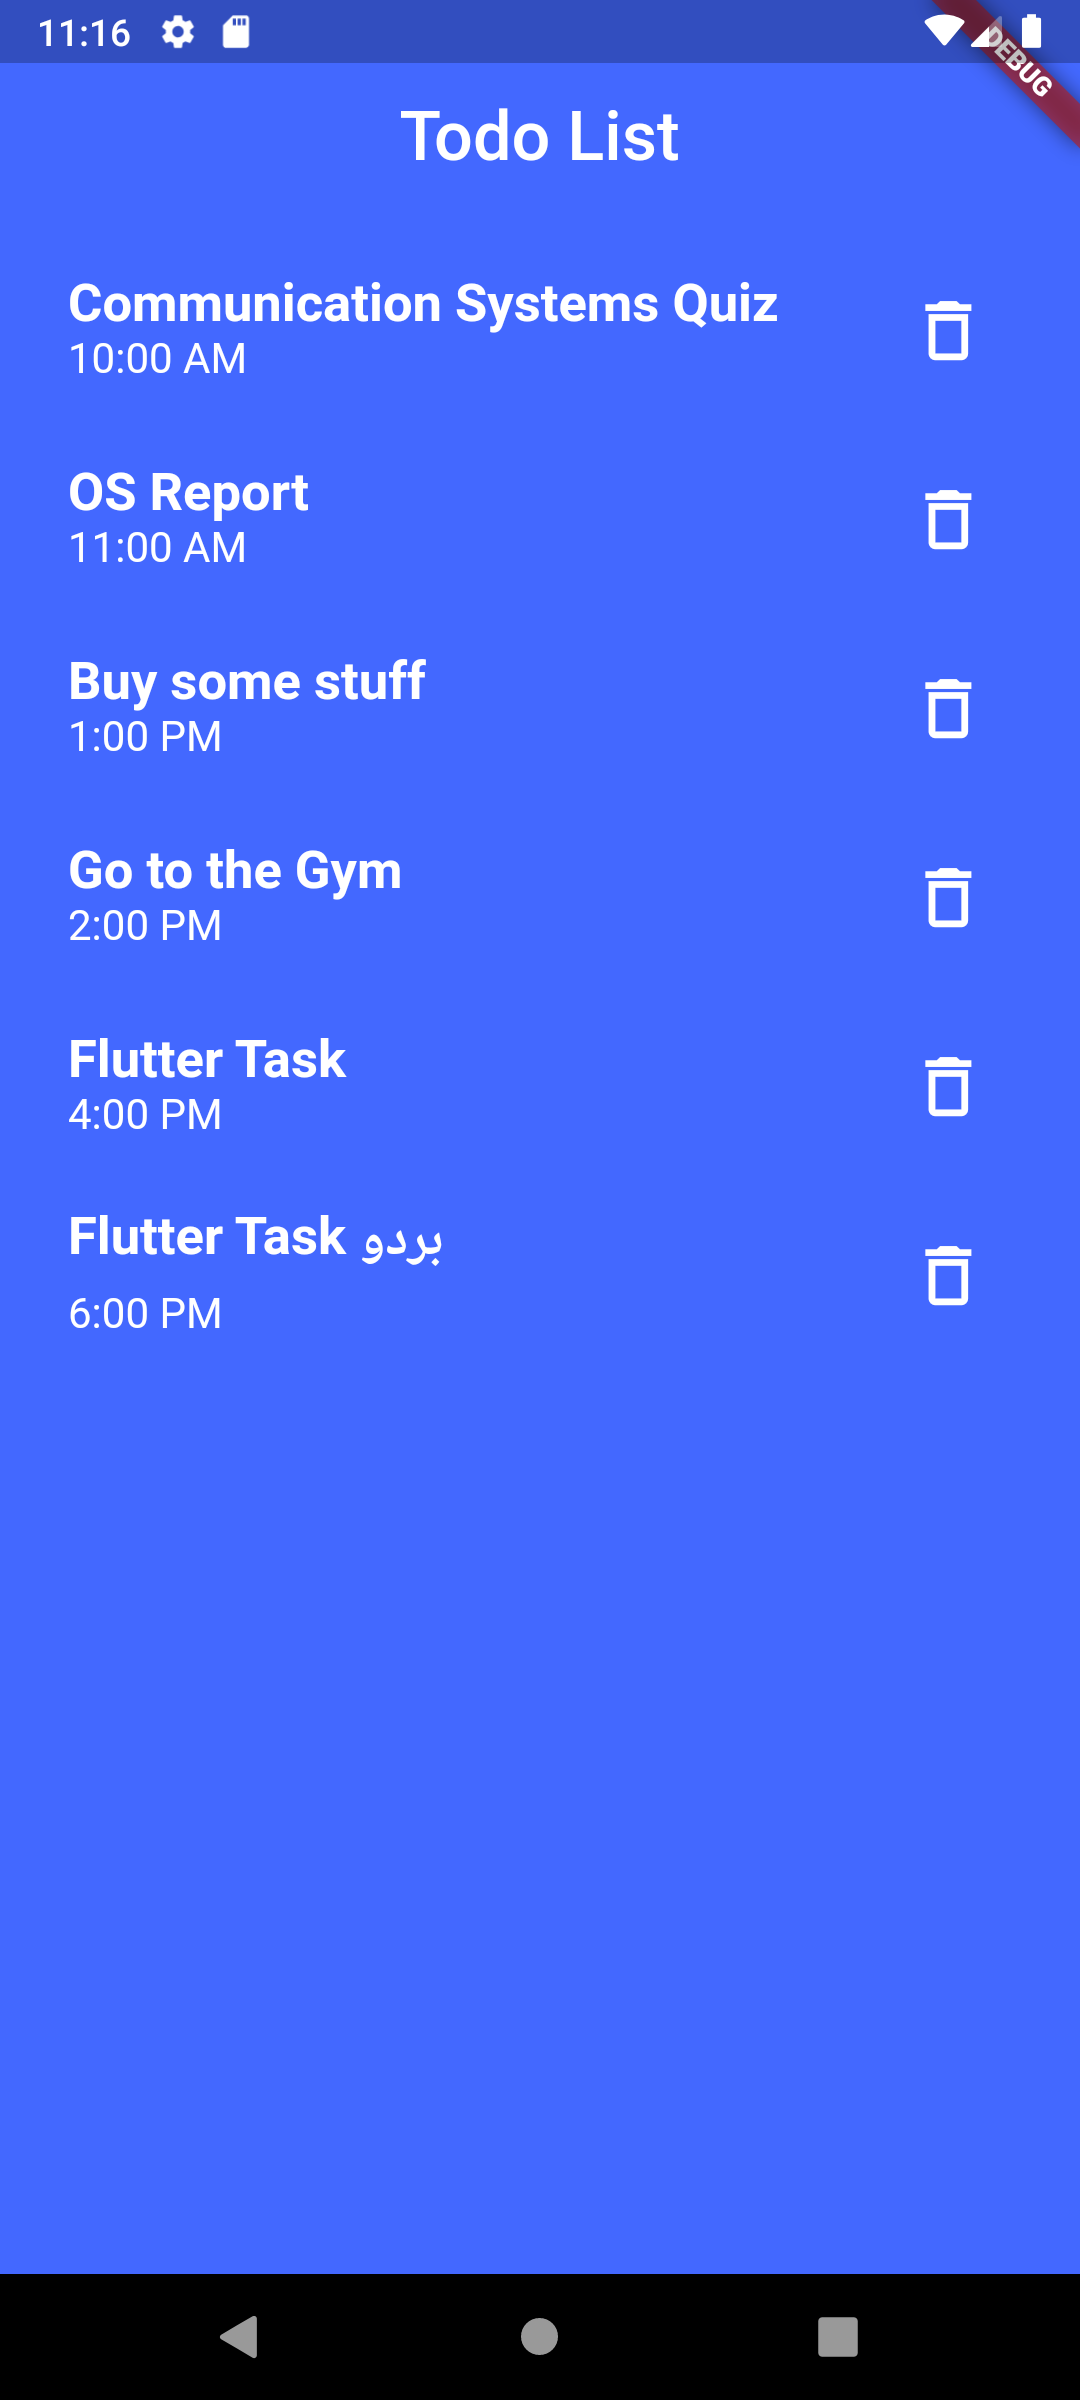 11:16
DEBUG
Todo List
Communication Systems Quiz
10:00 AM
OS Report
11:00 AM
Buy some stuff
1:00 PM
Go to the Gym
2:00 PM
Flutter Task
4:00 PM
Flutter Task بردو
6:00 PM